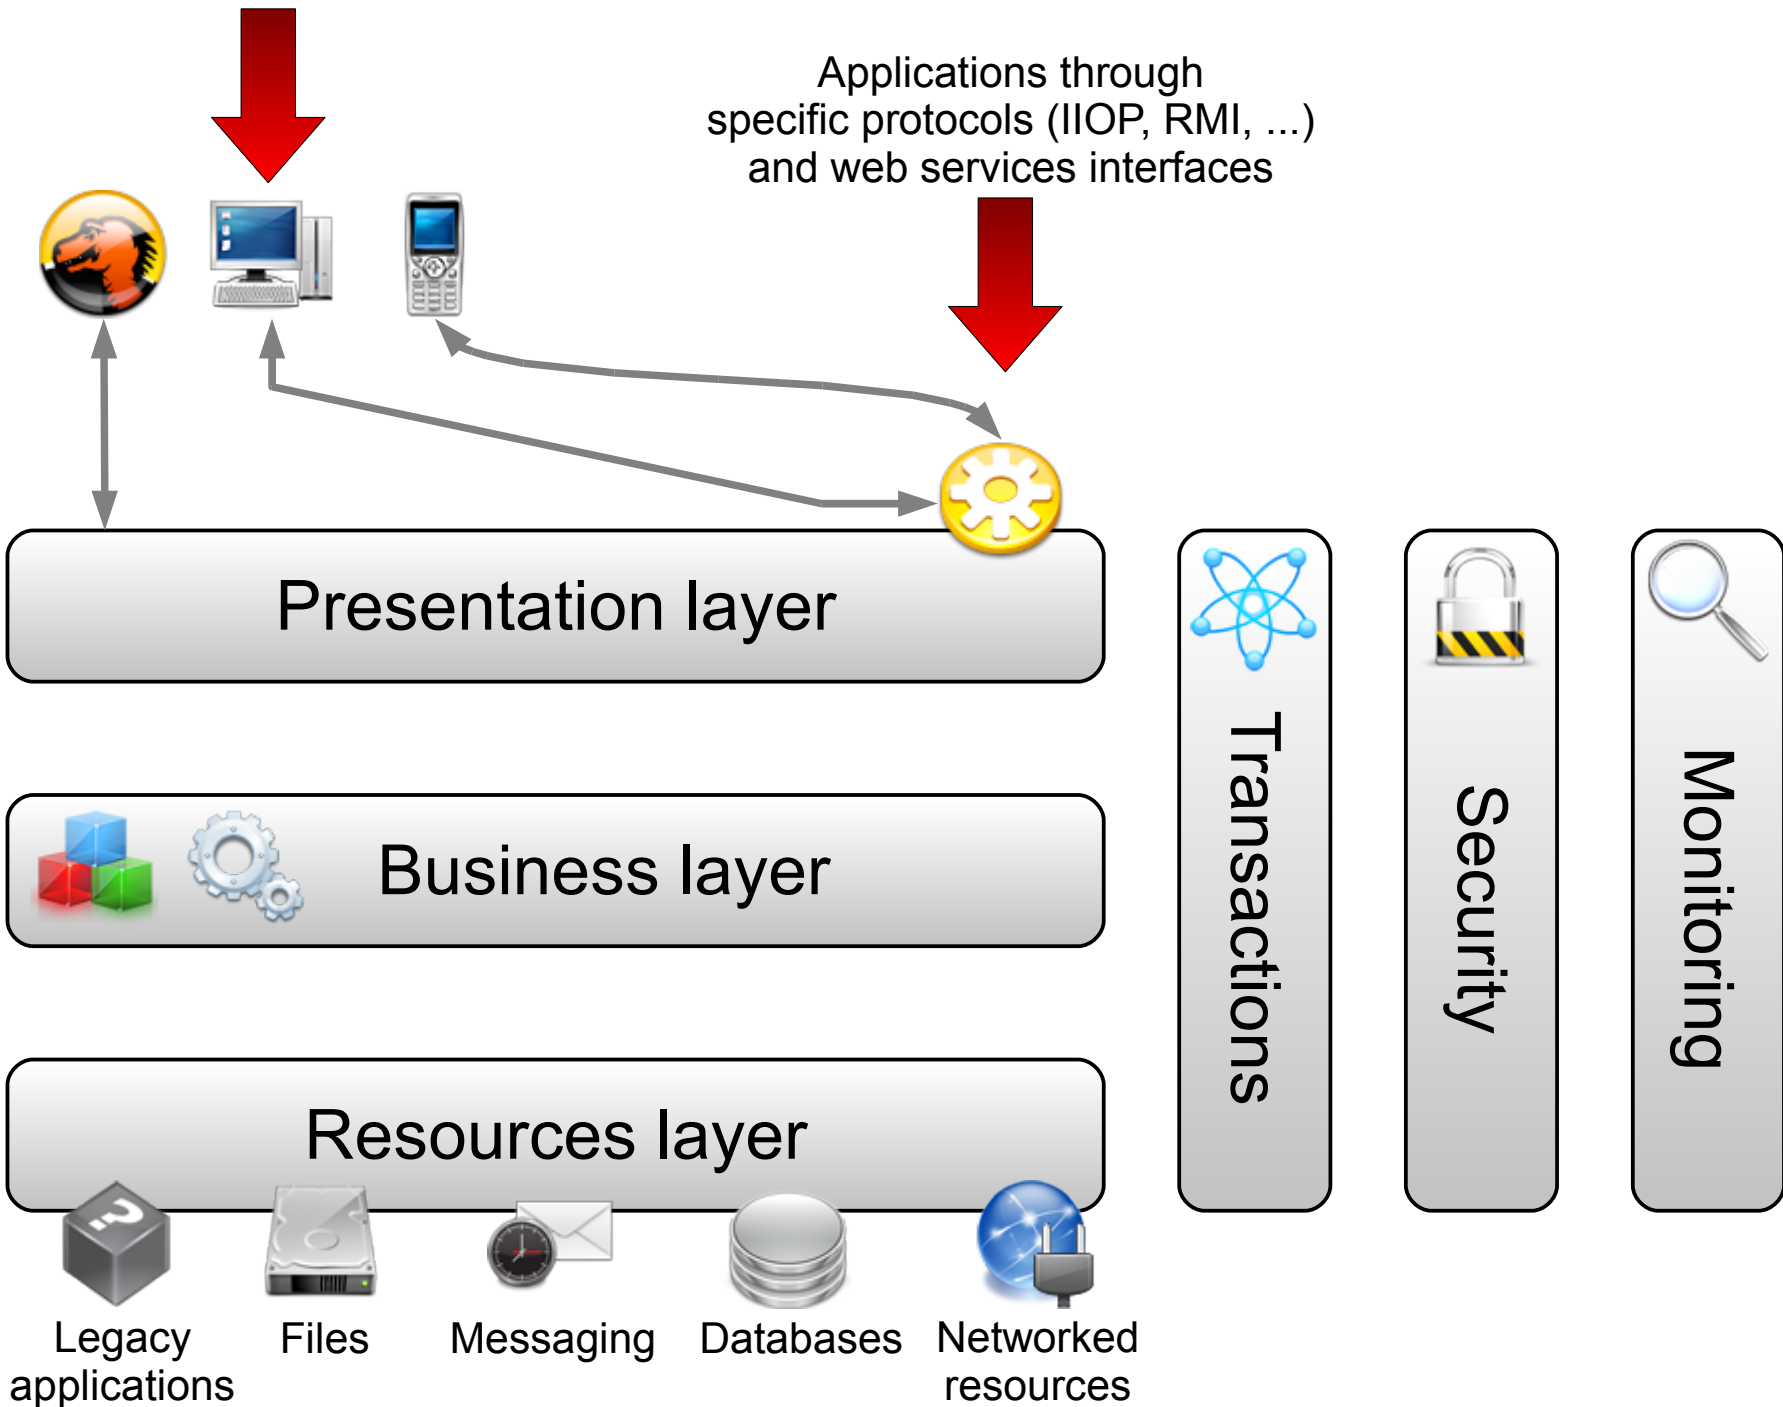 Applications through
specific protocols (IIOP, RMI, ...)
and web services interfaces
Presentation layer
Business layer
Resources layer
Transactions
Security
Monitoring
Legacy
applications
Files
Messaging
Databases
Networked
resources